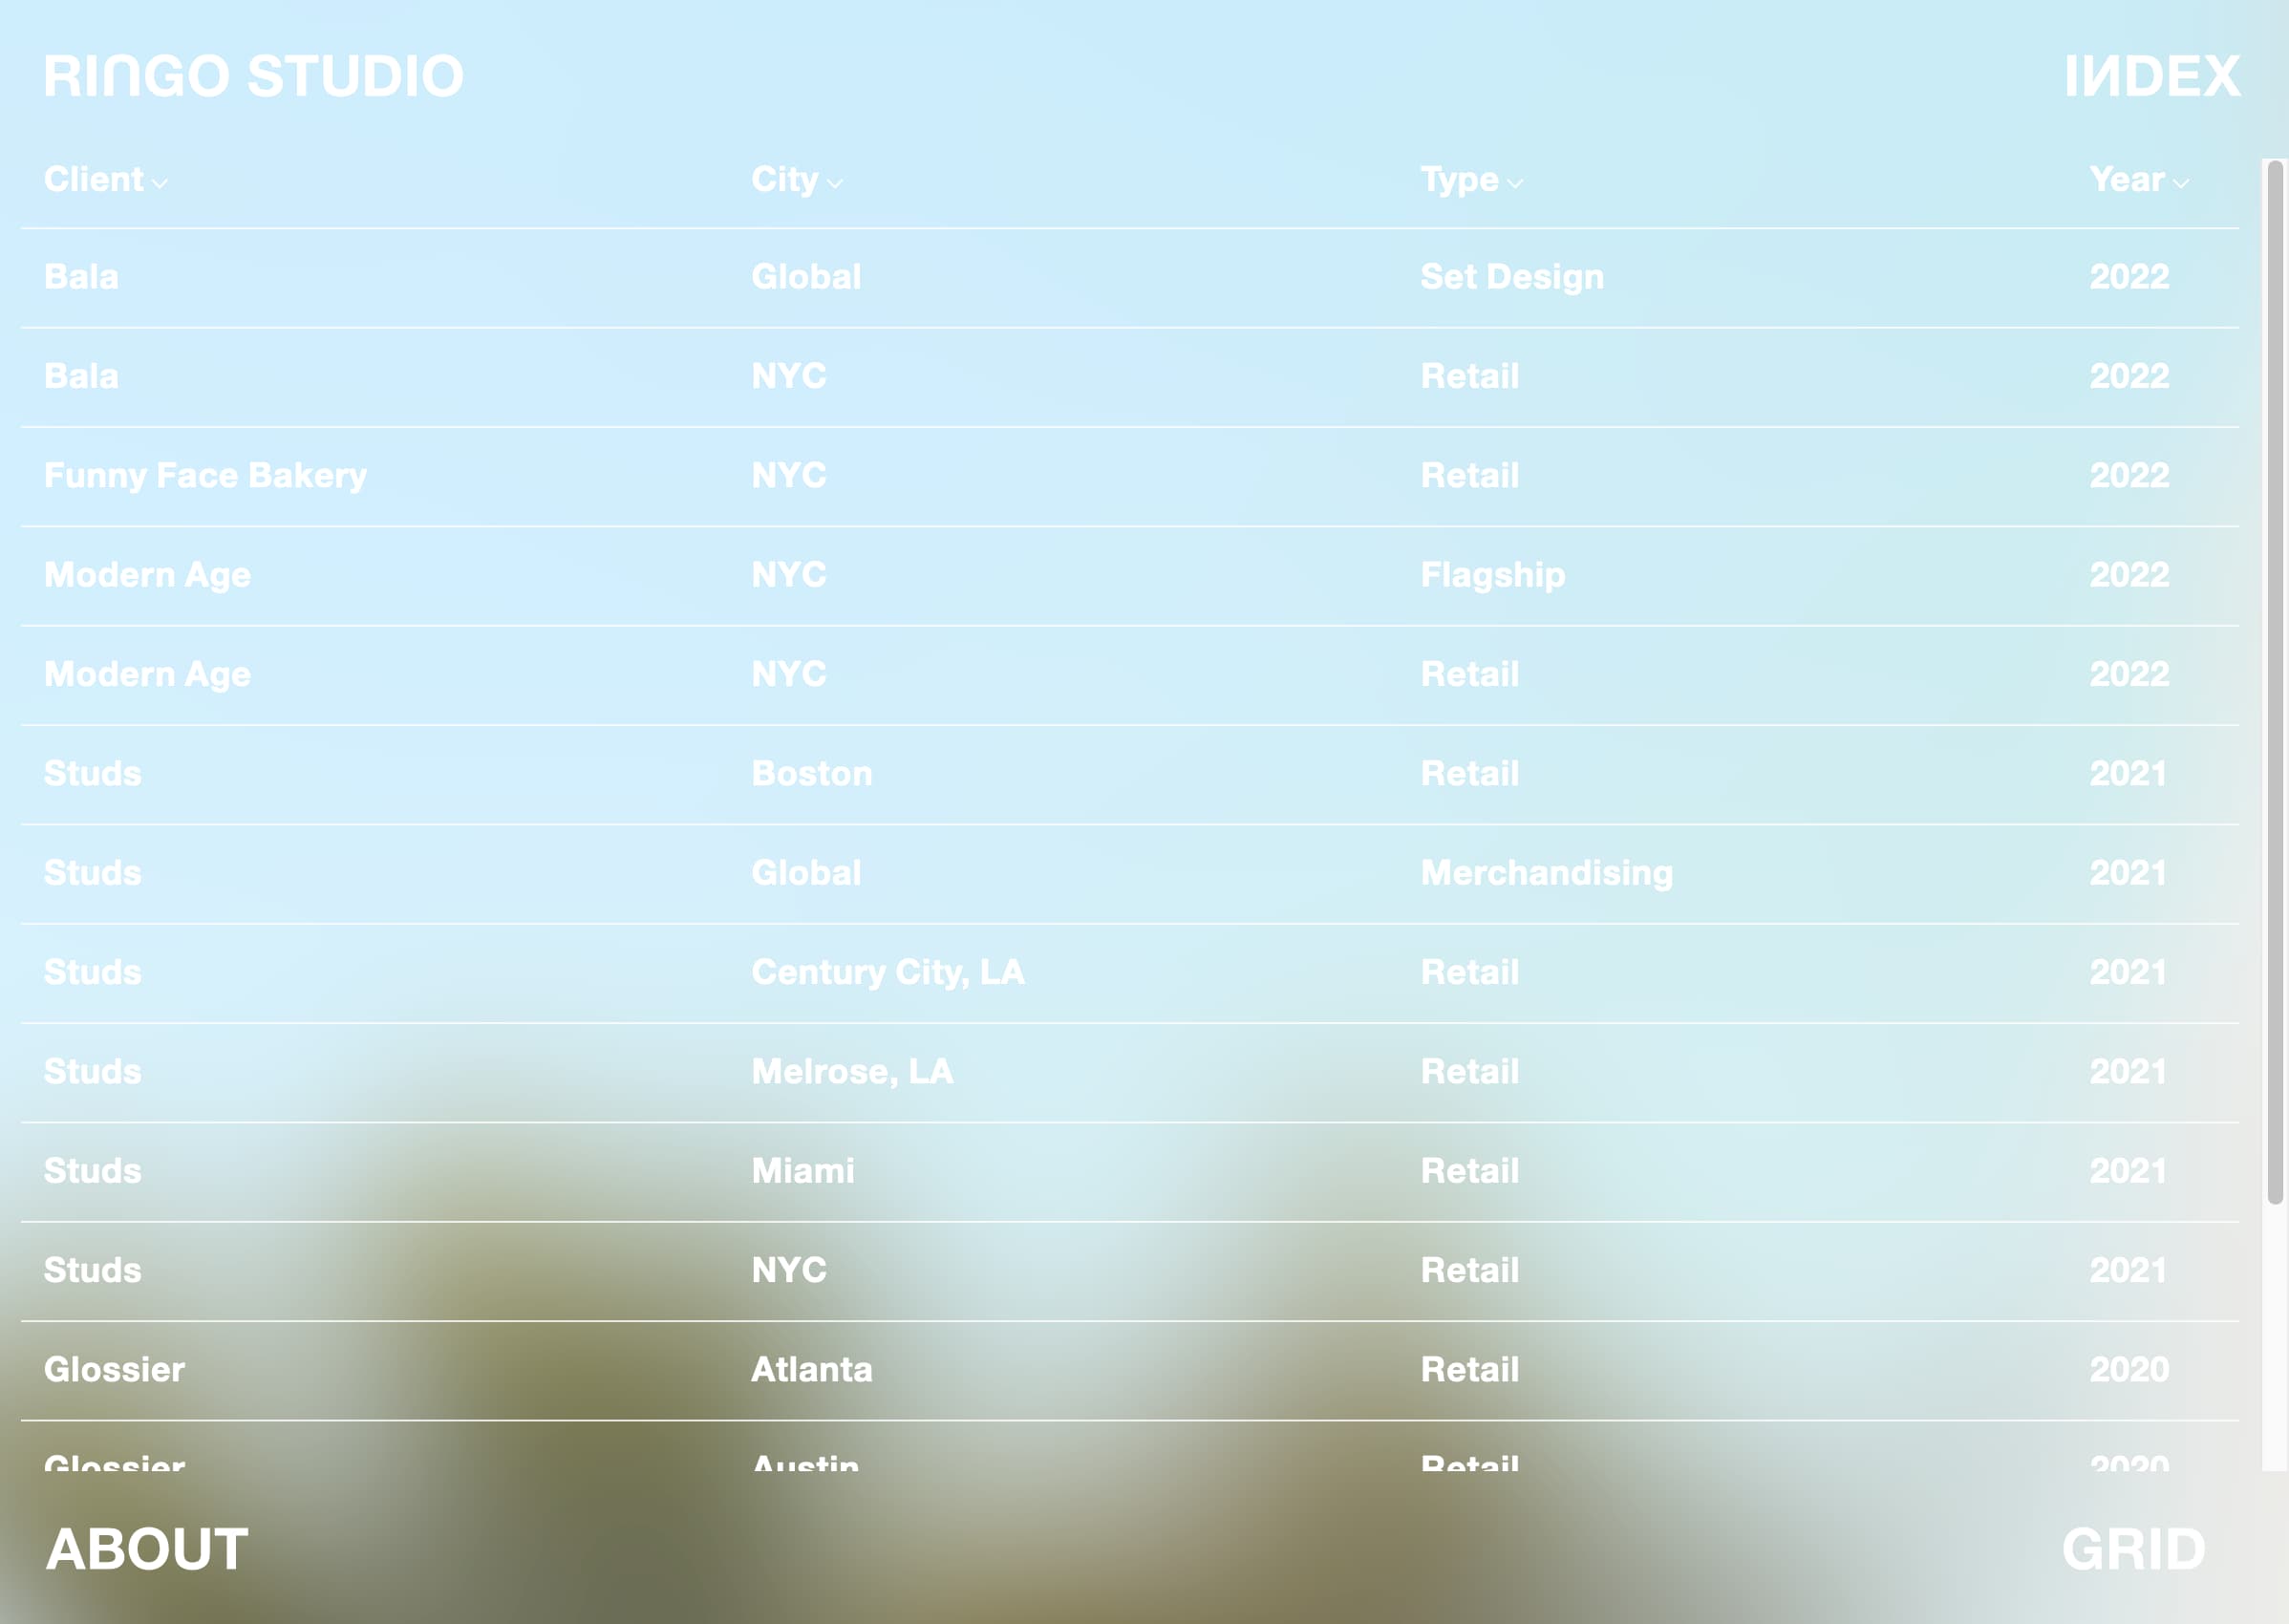 RINGO STUDIO INDEX
Client City Type Year
Bala Global Set Design 2022
Bala NYC Retail 2022
Funny Face Bakery NYC Retail 2022
Modern Age NYC Flagship 2022
Modern Age NYC Retail 2022
Studs Boston Retail 2021
Studs Global Merchandising 2021
Studs Century City, LA Retail 2021
Studs Melrose, LA Retail 2021
Studs Miami Retail 2021
Studs NYC Retail 2021
Glossier Atlanta Retail 2020
Glossier Austin Retail 2020
ABOUT GRID